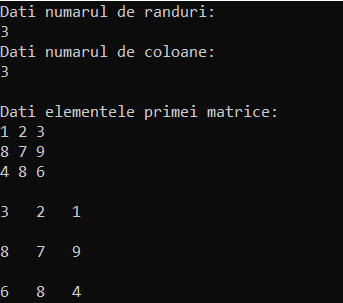 Dati numarul de randuri:
3
Dati numarul de coloane:
3
Dati elementele primei matrice:
1 2 3
8 7 9
4 8 6
3 2 1
8 7 9
6 8 4